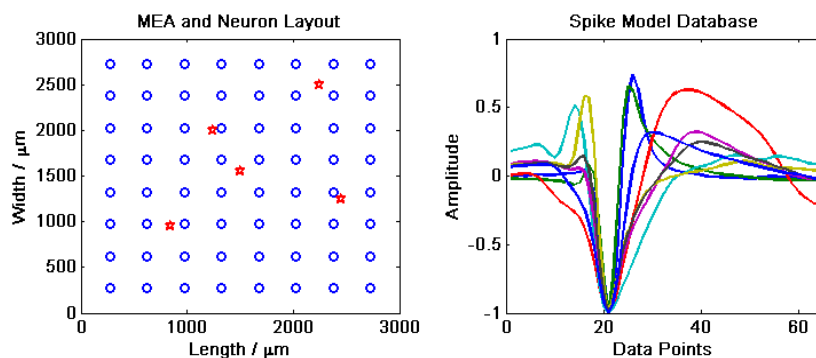 MEA and Neuron Layout
3000
2500
2000
1500
1000
500
0
Width / μm
0 1000 2000 3000
Length / μm
Spike Model Database
1
0.5
0
-0.5
-1
Amplitude
0 20 40 60
Data Points